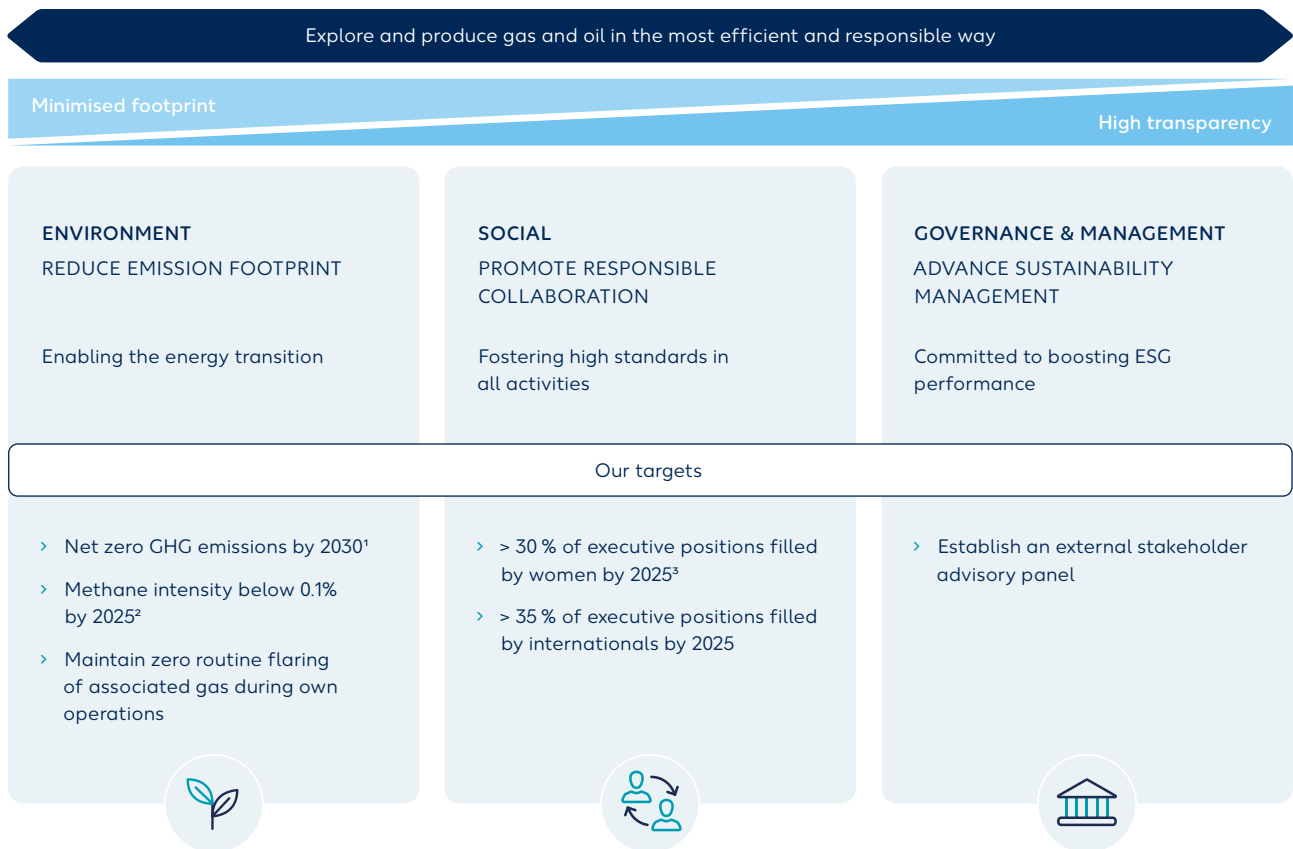 Explore and produce gas and oil in the most efficient and responsible way
Minimised footprint
High transparency
ENVIRONMENT
REDUCE EMISSION FOOTPRINT
Enabling the energy transition
SOCIAL
PROMOTE RESPONSIBLE
COLLABORATION
Fostering high standards in
all activities
GOVERNANCE & MANAGEMENT
ADVANCE SUSTAINABILITY
MANAGEMENT
Committed to boosting ESG
performance
Our targets
› Net zero GHG emissions by 2030¹
› Methane intensity below 0.1%
by 2025²
› Maintain zero routine flaring
of associated gas during own
operations
› > 30 % of executive positions filled
by women by 2025³
› > 35 % of executive positions filled
by internationals by 2025
› Establish an external stakeholder
advisory panel